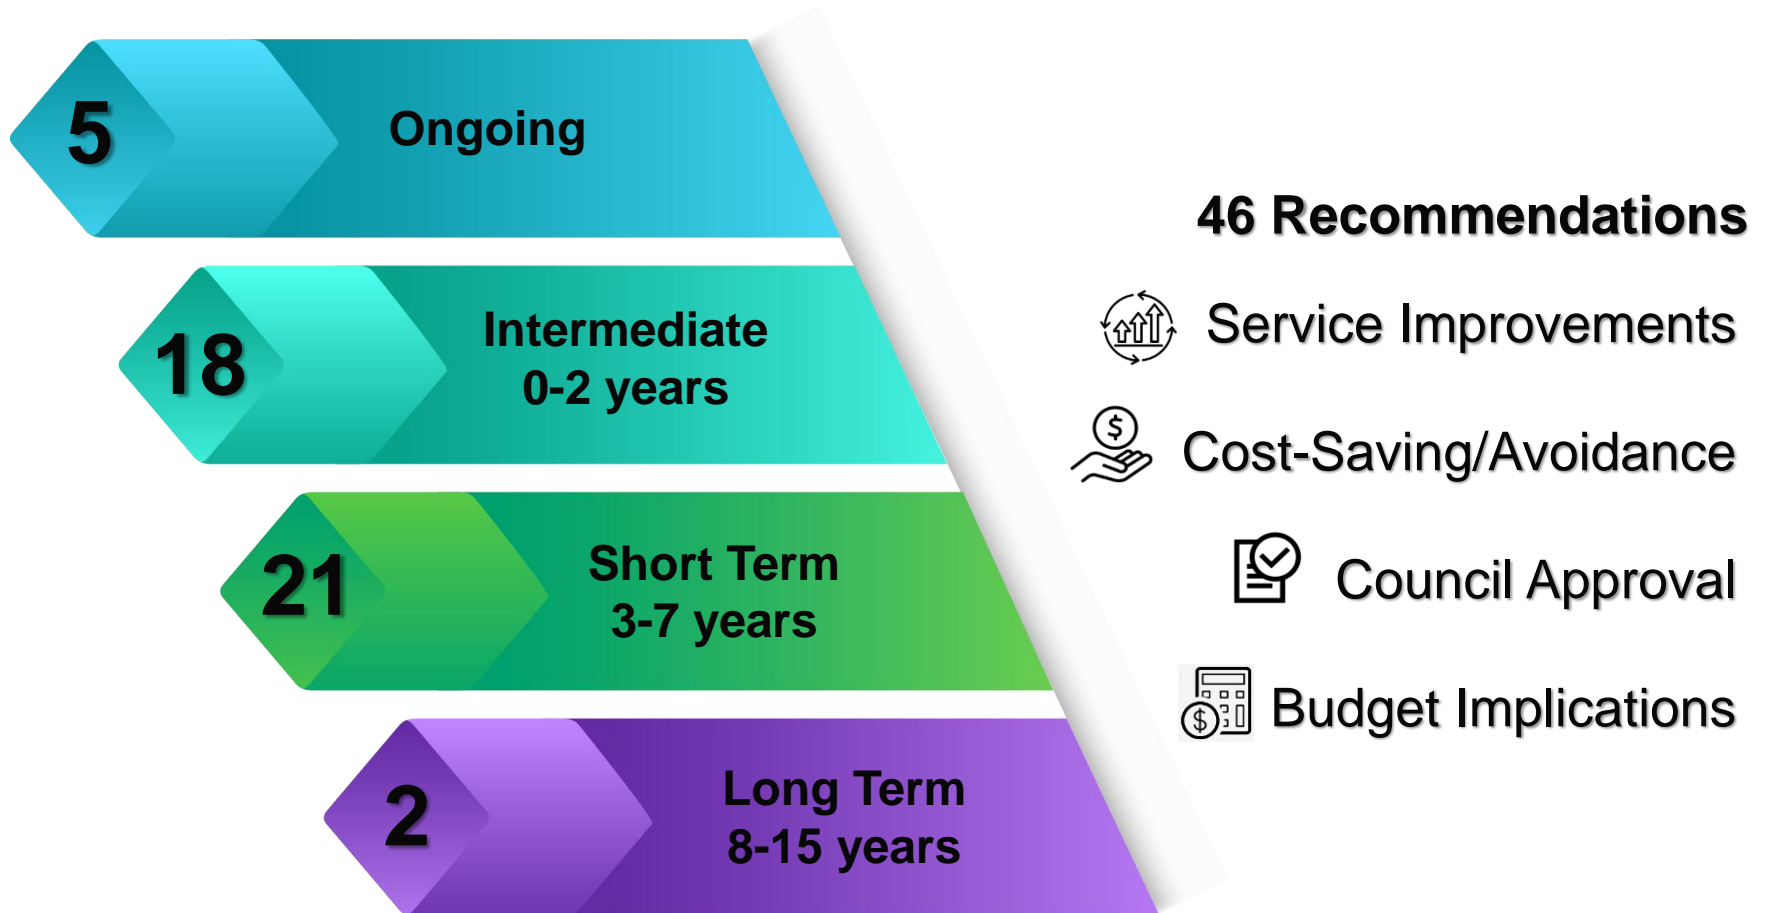 5
Ongoing
18
Intermediate
0-2 years
21
Short Term
3-7 years
2
Long Term
8-15 years
46 Recommendations
Service Improvements
$
Cost-Saving/Avoidance
Council Approval
$
Budget Implications